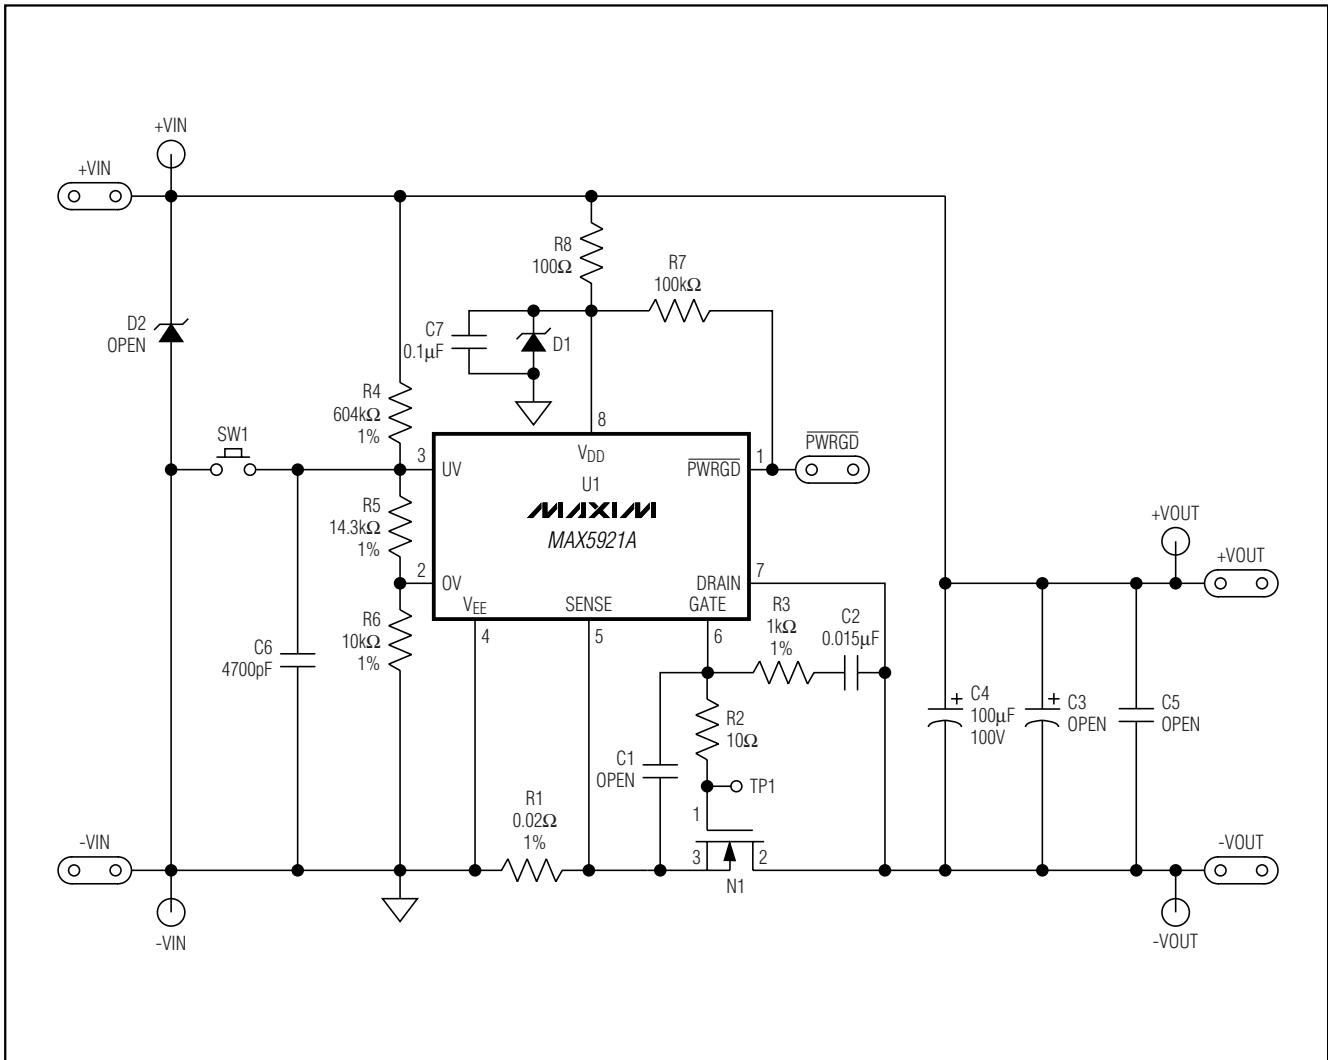 +VIN
+VIN
R8
100Ω
R7
100kΩ
D2
OPEN
C7
0.1µF
D1
R4
604kΩ
1%
8
SW1
3
UV
VDD
PWRGD
1
PWRGD
U1
MAXIM
MAX5921A
R5
14.3kΩ
1%
+VOUT
+VOUT
2
OV
DRAIN
7
VEE
SENSE
GATE
4
5
6
R6
10kΩ
1%
R3
1kΩ
1%
C2
0.015µF
C6
4700pF
+
C4
100µF
100V
+
C3
OPEN
C5
OPEN
R2
10Ω
C1
OPEN
TP1
R1
0.02Ω
1%
1
3
2
N1
-VIN
-VIN
-VOUT
-VOUT